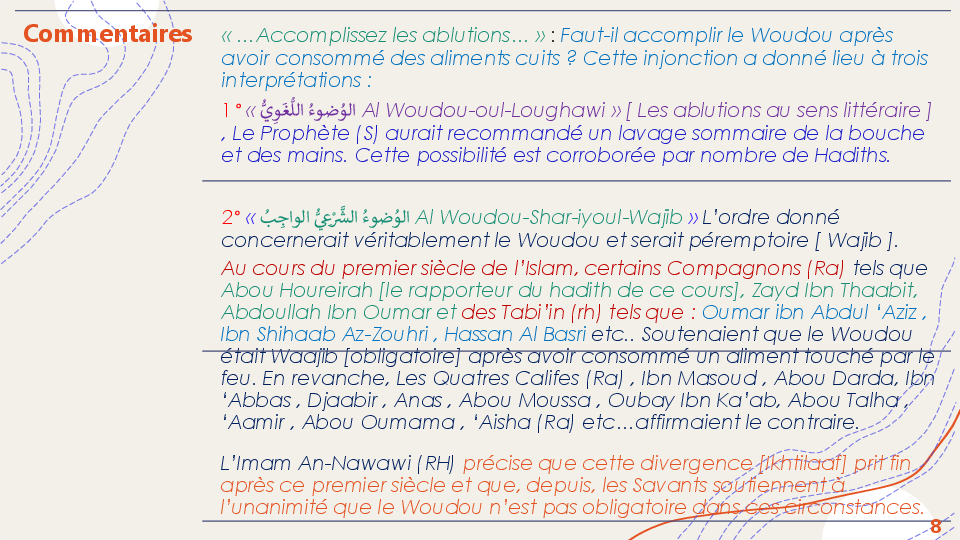 Commentaires
« …Accomplissez les ablutions… » : Faut-il accomplir le Woudou après
avoir consommé des aliments cuits ? Cette injonction a donné lieu à trois
interprétations :
1° « الوُضوءُ اللُّغَوِيُّ Al Woudou-oul-Loughawi » [ Les ablutions au sens littéraire ]
, Le Prophète (S) aurait recommandé un lavage sommaire de la bouche
et des mains. Cette possibilité est corroborée par nombre de Hadiths.
2° « الوُضوءُ الشَّرْعِيُّ الواجِبُ Al Woudou-Shar-iyoul-Wajib » L’ordre donné
concernerait véritablement le Woudou et serait péremptoire [ Wajib ].
Au cours du premier siècle de l’Islam, certains Compagnons (Ra) tels que
Abou Houreirah [le rapporteur du hadith de ce cours], Zayd Ibn Thaabit,
Abdoullah Ibn Oumar et des Tabi’in (rh) tels que : Oumar ibn Abdul ‘Aziz ,
Ibn Shihaab Az-Zouhri , Hassan Al Basri etc.. Soutenaient que le Woudou
était Waajib [obligatoire] après avoir consommé un aliment touché par le
feu. En revanche, Les Quatres Califes (Ra) , Ibn Masoud , Abou Darda, Ibn
‘Abbas , Djaabir , Anas , Abou Moussa , Oubay Ibn Ka’ab, Abou Talha ,
‘Aamir , Abou Oumama , ‘Aisha (Ra) etc…affirmaient le contraire.
L’Imam An-Nawawi (RH) précise que cette divergence [Ikhtilaaf] prit fin
après ce premier siècle et que, depuis, les Savants soutiennent à
l’unanimité que le Woudou n’est pas obligatoire dans ces circonstances.
8